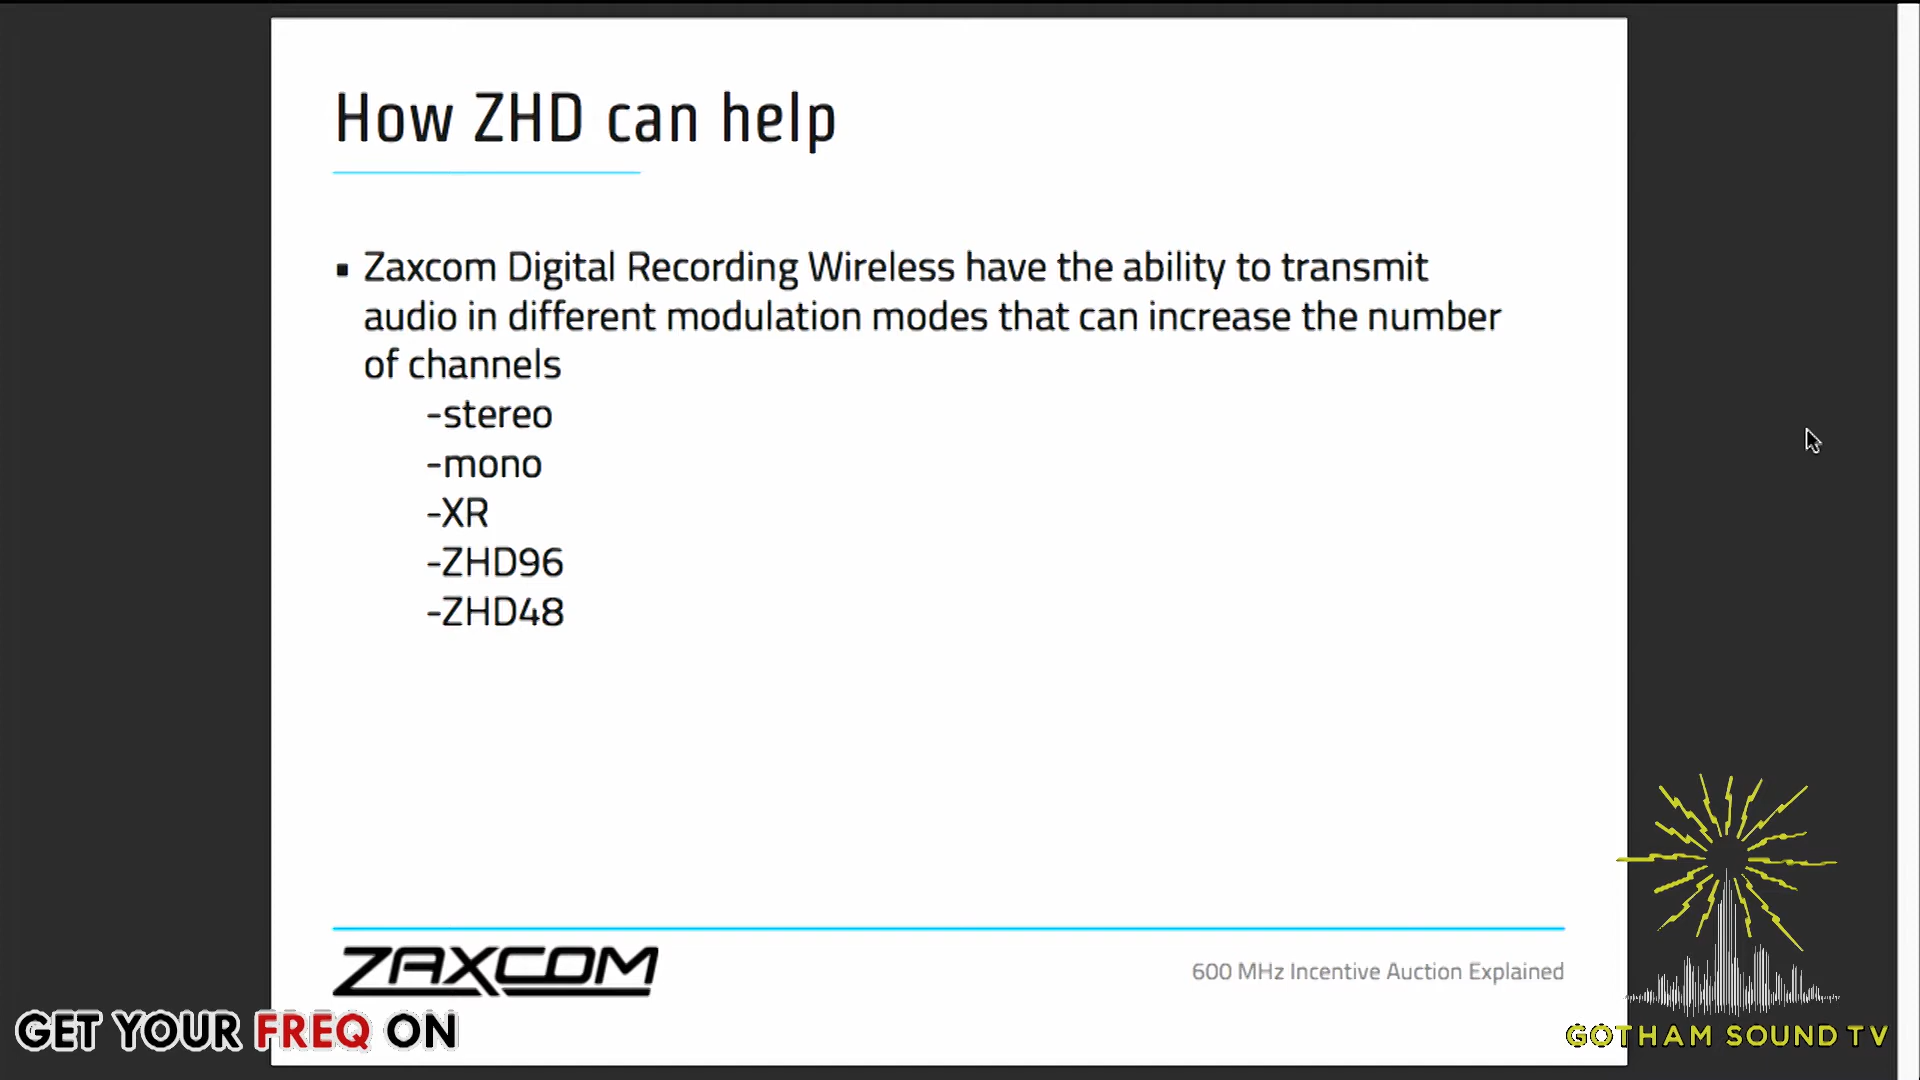 How ZHD can help
▪ Zaxcom Digital Recording Wireless have the ability to transmit
audio in different modulation modes that can increase the number
of channels
-stereo
-mono
-XR
-ZHD96
-ZHD48
ZAXCOM
600 MHz Incentive Auction Explained
GET YOUR FREQ ON
GOTHAM SOUND TV